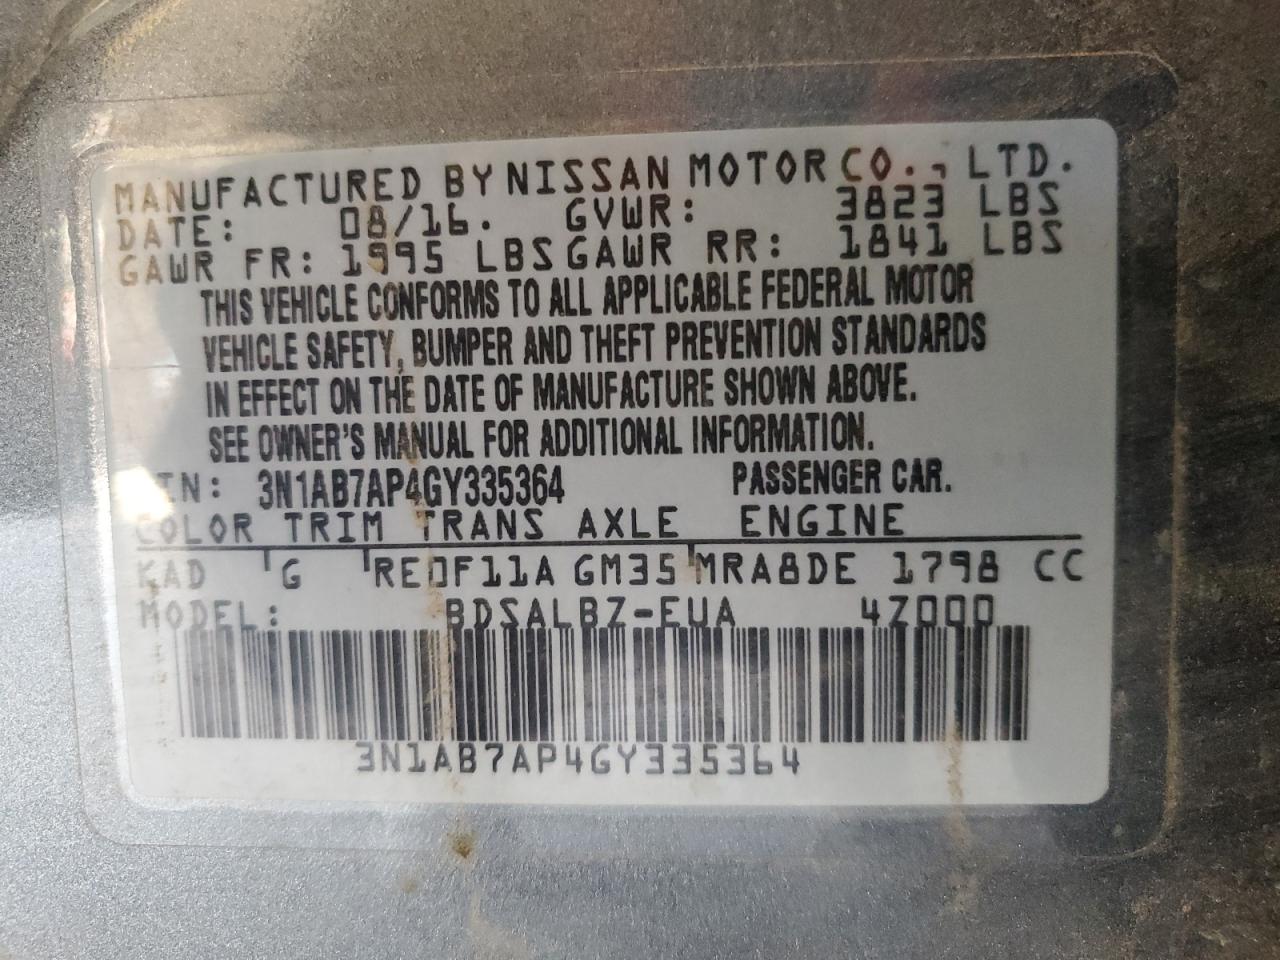 MANUFACTURED BY NISSAN MOTOR CO., LTD.
DATE: 08/16. GVWR: 3823 LBS
GAWR FR: 1995 LBS GAWR RR: 1841 LBS
THIS VEHICLE CONFORMS TO ALL APPLICABLE FEDERAL MOTOR
VEHICLE SAFETY, BUMPER AND THEFT PREVENTION STANDARDS
IN EFFECT ON THE DATE OF MANUFACTURE SHOWN ABOVE.
SEE OWNER'S MANUAL FOR ADDITIONAL INFORMATION.
VIN: 3N1AB7AP4GY335364 PASSENGER CAR.
COLOR TRIM TRANS AXLE ENGINE
KAD G RE0F11A GM35 MRA8DE 1798 CC
MODEL: BDSALBZ-EUA 4Z000
3N1AB7AP4GY335364